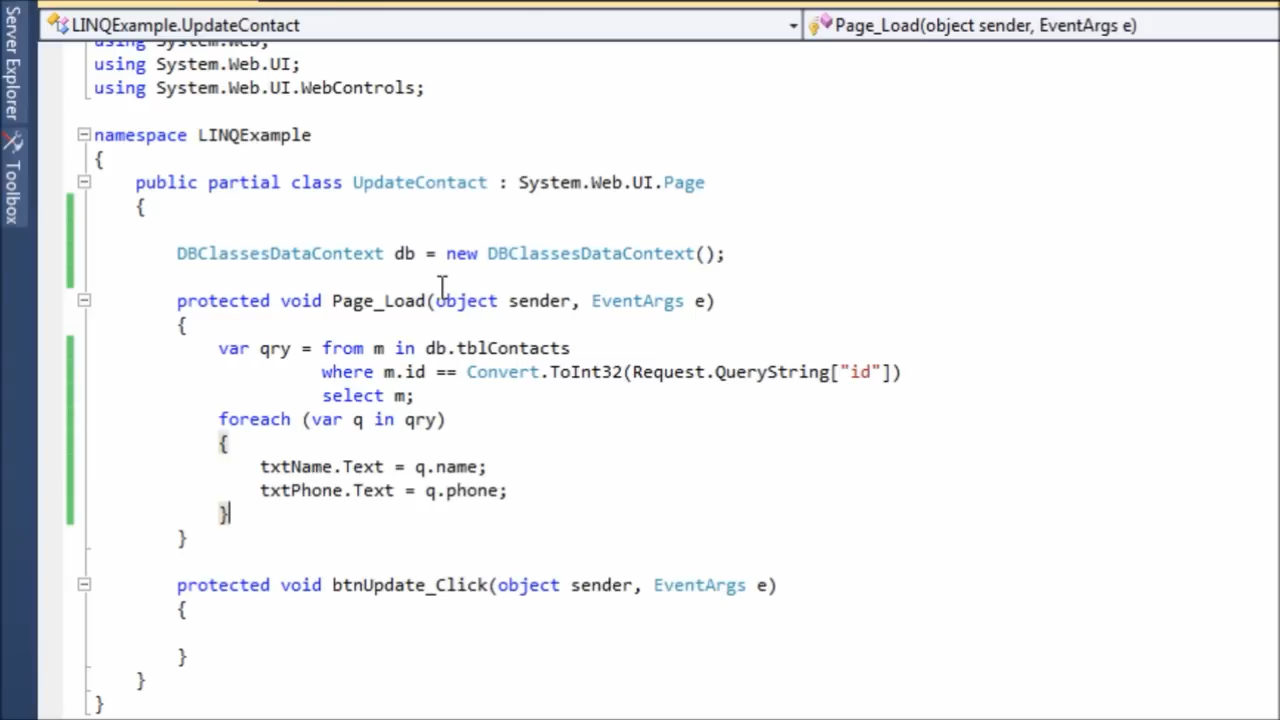 Server Explorer
Toolbox
LINQExample.UpdateContact
Page_Load(object sender, EventArgs e)
using System.Web;
using System.Web.UI;
using System.Web.UI.WebControls;
namespace LINQExample
{
public partial class UpdateContact : System.Web.UI.Page
{
DBClassesDataContext db = new DBClassesDataContext();
protected void Page_Load(object sender, EventArgs e)
{
var qry = from m in db.tblContacts
where m.id == Convert.ToInt32(Request.QueryString["id"])
select m;
foreach (var q in qry)
{
txtName.Text = q.name;
txtPhone.Text = q.phone;
}
}
protected void btnUpdate_Click(object sender, EventArgs e)
{
}
}
}